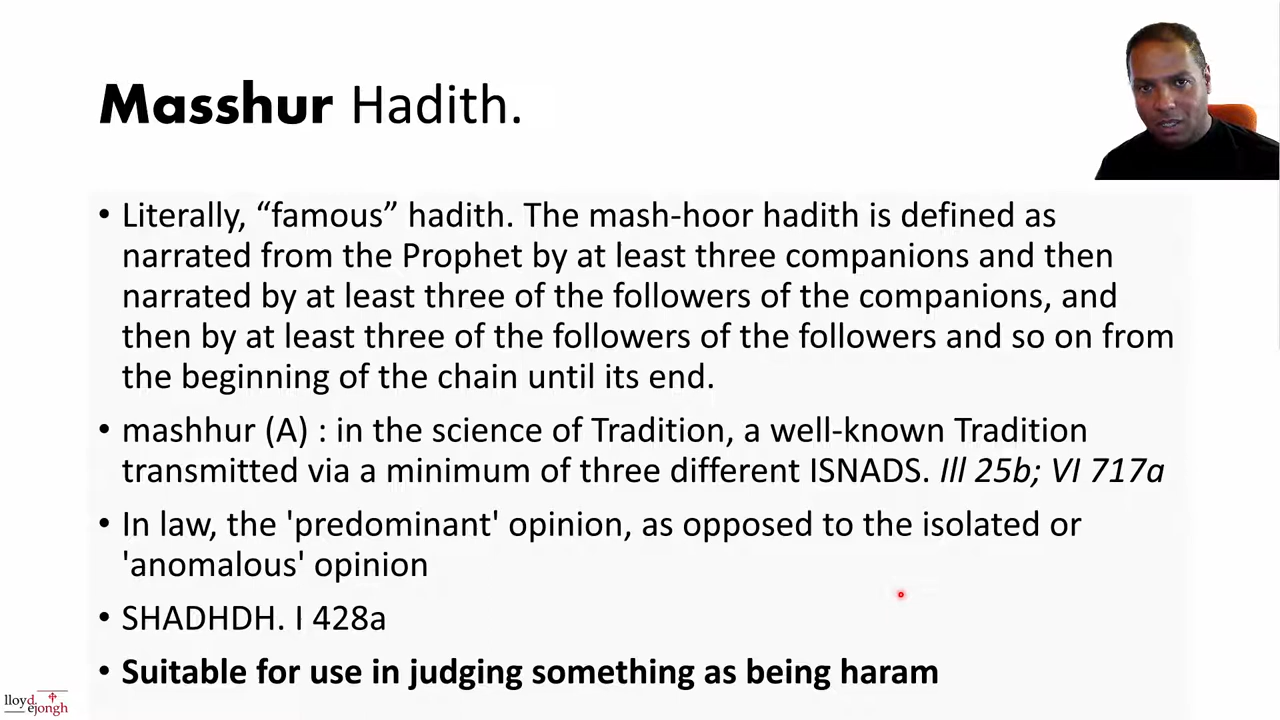 Masshur Hadith.
• Literally, “famous” hadith. The mash-hoor hadith is defined as
narrated from the Prophet by at least three companions and then
narrated by at least three of the followers of the companions, and
then by at least three of the followers of the followers and so on from
the beginning of the chain until its end.
• mashhur (A) : in the science of Tradition, a well-known Tradition
transmitted via a minimum of three different ISNADS. Ill 25b; VI 717a
• In law, the 'predominant' opinion, as opposed to the isolated or
'anomalous' opinion
• SHADHDH. I 428a
• Suitable for use in judging something as being haram
lloyd
ejongh